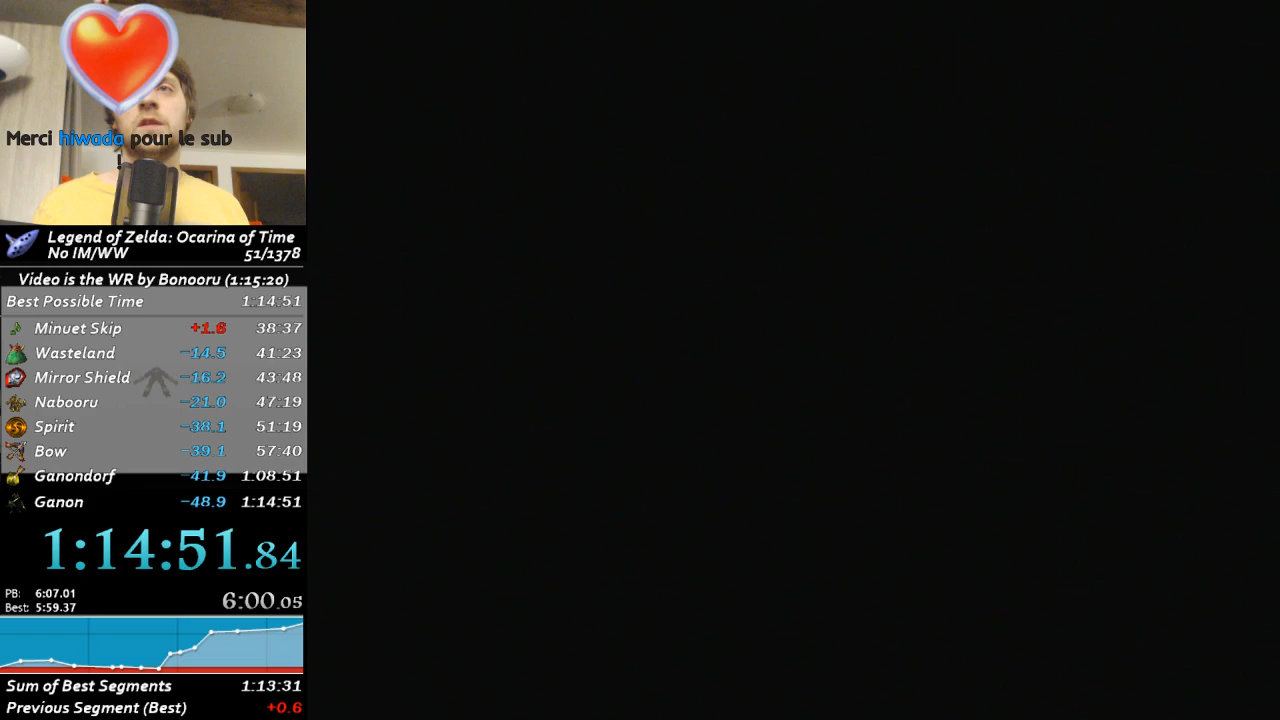 Merci hiwada pour le sub
!
Legend of Zelda: Ocarina of Time
No IM/WW 51/1378
Video is the WR by Bonooru (1:15:20)
Best Possible Time 1:14:51
Minuet Skip +1.6 38:37
Wasteland -14.5 41:23
Mirror Shield -16.2 43:48
Nabooru -21.0 47:19
Spirit -38.1 51:19
Bow -39.1 57:40
Ganondorf -41.9 1:08:51
Ganon -48.9 1:14:51
1:14:51.84
PB: 6:07.01
Best: 5:59.37
6:00.05
Sum of Best Segments 1:13:31
Previous Segment (Best) +0.6